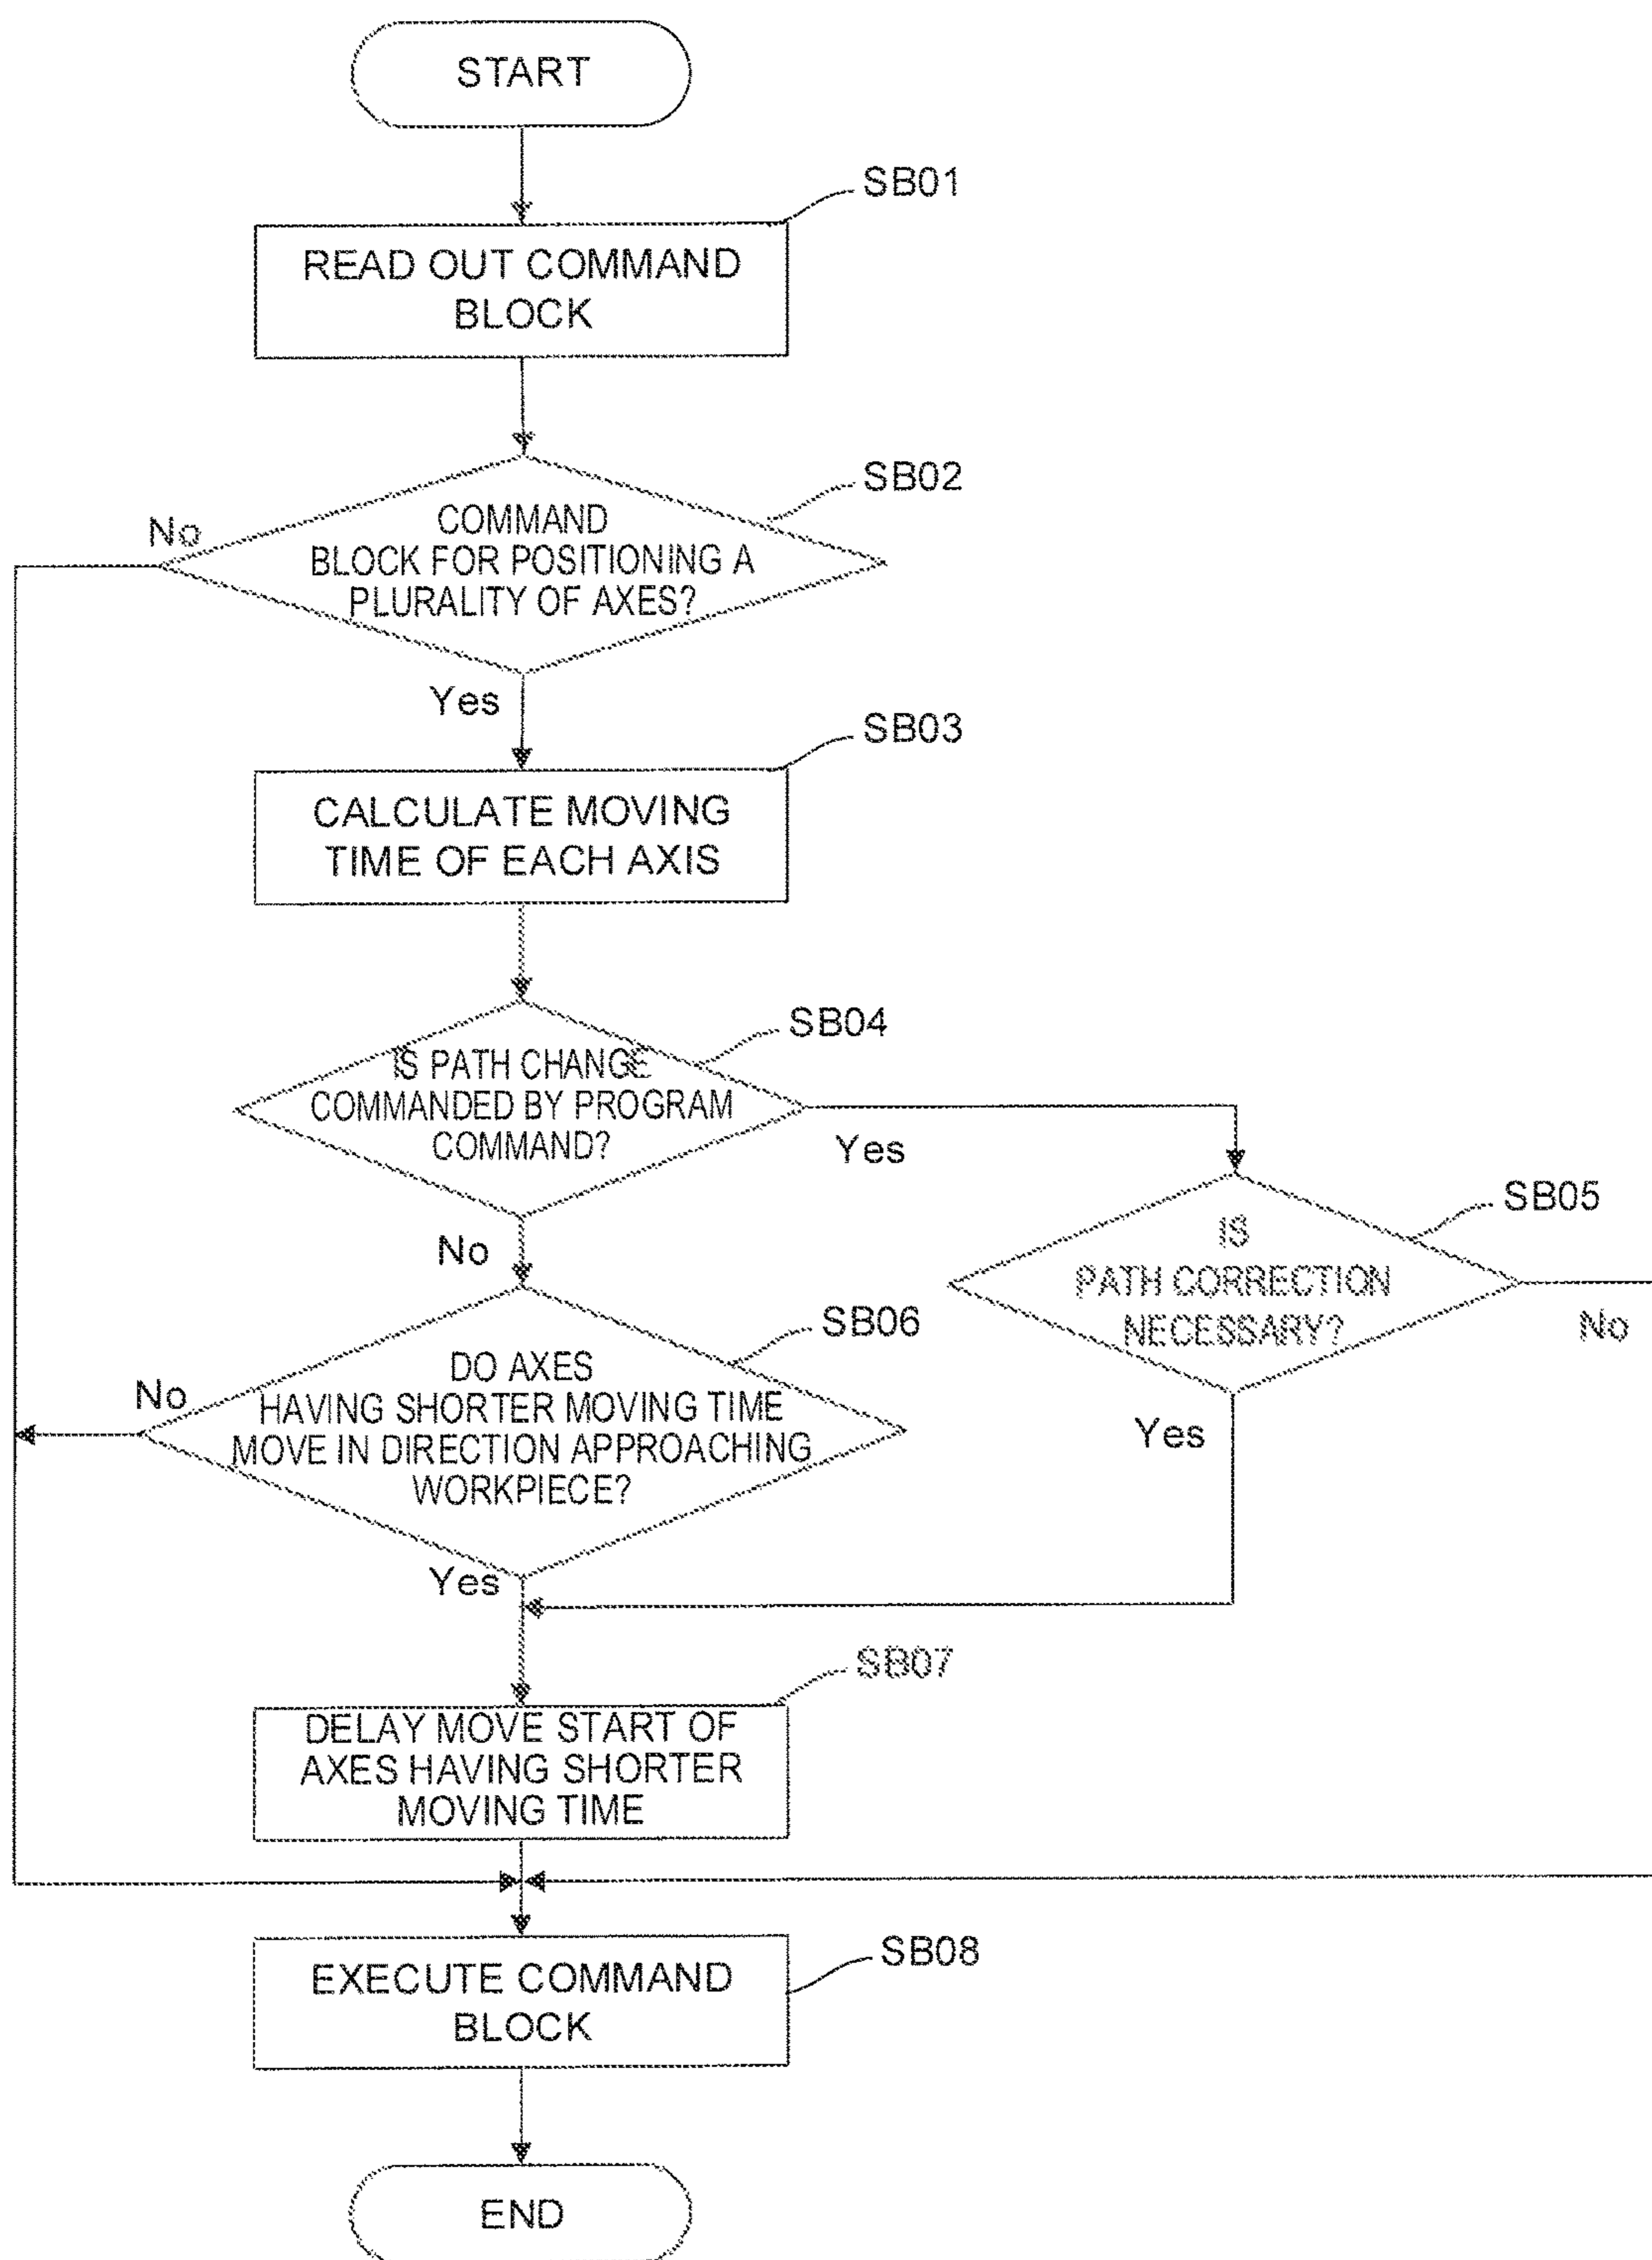 START
SB01
READ OUT COMMAND
BLOCK
SB02
No
COMMAND
BLOCK FOR POSITIONING A
PLURALITY OF AXES?
Yes
SB03
CALCULATE MOVING
TIME OF EACH AXIS
SB04
IS PATH CHANGE
COMMANDED BY PROGRAM
COMMAND?
Yes
SB05
IS
PATH CORRECTION
NECESSARY?
No
Yes
No
SB06
No
DO AXES
HAVING SHORTER MOVING TIME
MOVE IN DIRECTION APPROACHING
WORKPIECE?
Yes
SB07
DELAY MOVE START OF
AXES HAVING SHORTER
MOVING TIME
SB08
EXECUTE COMMAND
BLOCK
END